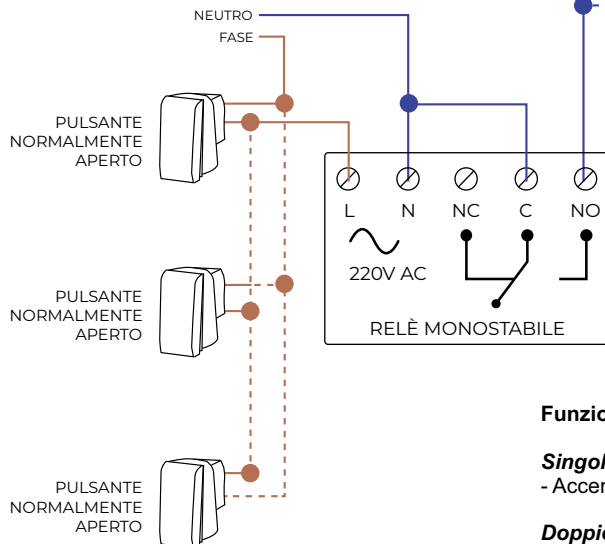 NEUTRO
FASE
PULSANTE
NORMALMENTE
APERTO
L N NC C NO
220V AC
RELÈ MONOSTABILE
PULSANTE
NORMALMENTE
APERTO
PULSANTE
NORMALMENTE
APERTO